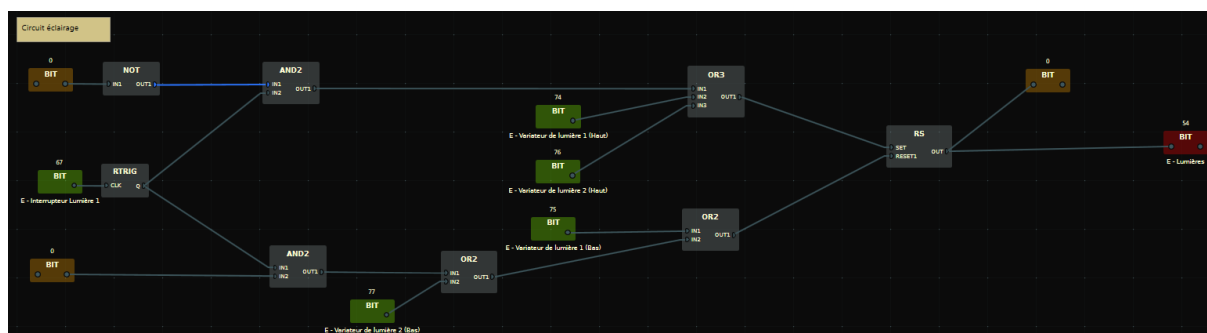 Circuit éclairage
0
BIT
NOT
IN1 OUT1
AND2
IN1
IN2
OUT1
74
BIT
E - Variateur de lumière 1 (Haut)
76
BIT
E - Variateur de lumière 2 (Haut)
OR3
IN1
IN2
IN3
OUT1
0
BIT
54
BIT
E - Lumières
RS
SET
RESET1
OUT
67
BIT
E - Interrupteur Lumière 1
RTRIG
CLK Q
75
BIT
E - Variateur de lumière 1 (Bas)
OR2
IN1
IN2
OUT1
0
BIT
AND2
IN1
IN2
OUT1
OR2
IN1
IN2
OUT1
77
BIT
E - Variateur de lumière 2 (Bas)